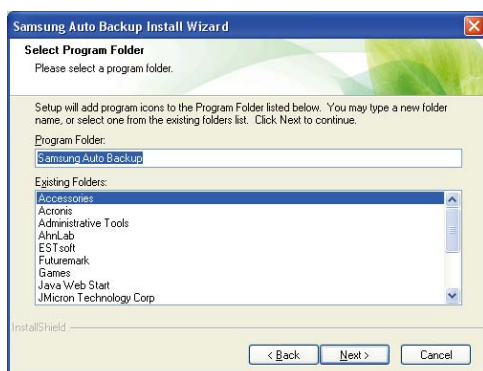 Samsung Auto Backup Install Wizard
Select Program Folder
Please select a program folder.
Setup will add program icons to the Program Folder listed below. You may type a new folder
name, or select one from the existing folders list. Click Next to continue.
Program Folder:
Samsung Auto Backup
Existing Folders:
Accessories
Acronis
Administrative Tools
AhnLab
ESTsoft
Futuremark
Games
Java Web Start
JMicron Technology Corp
InstallShield
< Back Next > Cancel